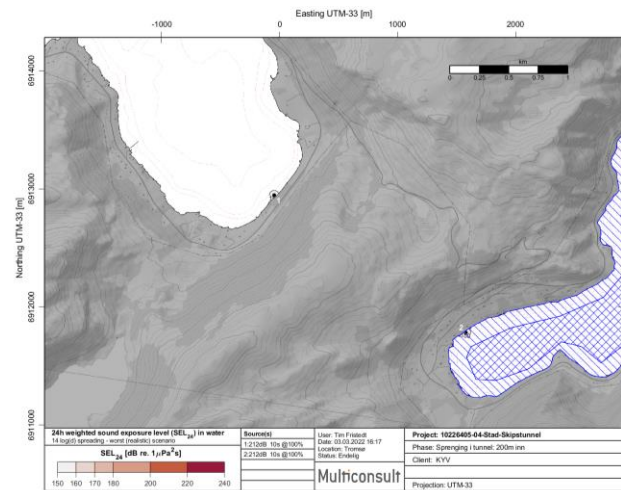 Easting UTM-33 [m]
-1000 0 1000 2000
6914000
6913000
6912000
6911000
Northing UTM-33 [m]
km
0 0.25 0.5 0.75 1
1
2
24h weighted sound exposure level (SEL24) in water
14 log(d) spreading - worst (realistic) scenario
SEL24 [dB re. 1μPa²s]
150 160 170 180 200 220 240
Source(s)
1:212dB 10s @100%
2:212dB 10s @100%
User: Tim Fristedt
Date: 03.03.2022 16:17
Location: Tromsø
Status: Endelig
Multiconsult
Project: 10226405-04-Stad-Skipstunnel
Phase: Sprenging i tunnel: 200m inn
Client: KYV
Projection: UTM-33